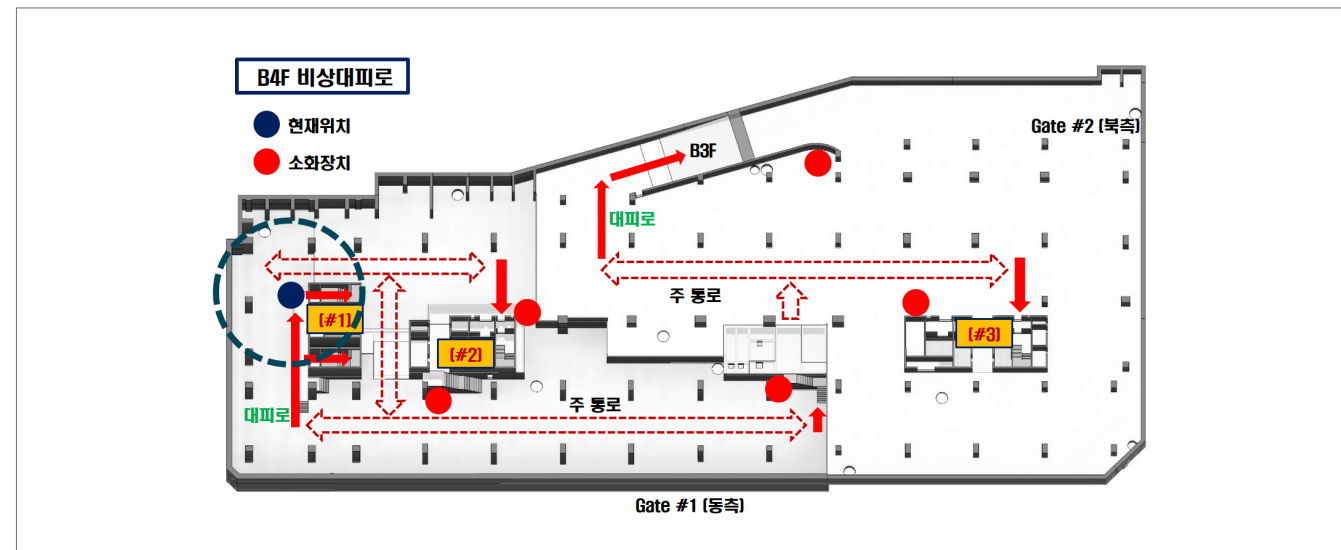 B4F 비상대피로
현재위치
소화장치
Gate #2 (북측)
B3F
대피로
주 통로
(#1)
(#2)
(#3)
대피로
주 통로
Gate #1 (동측)